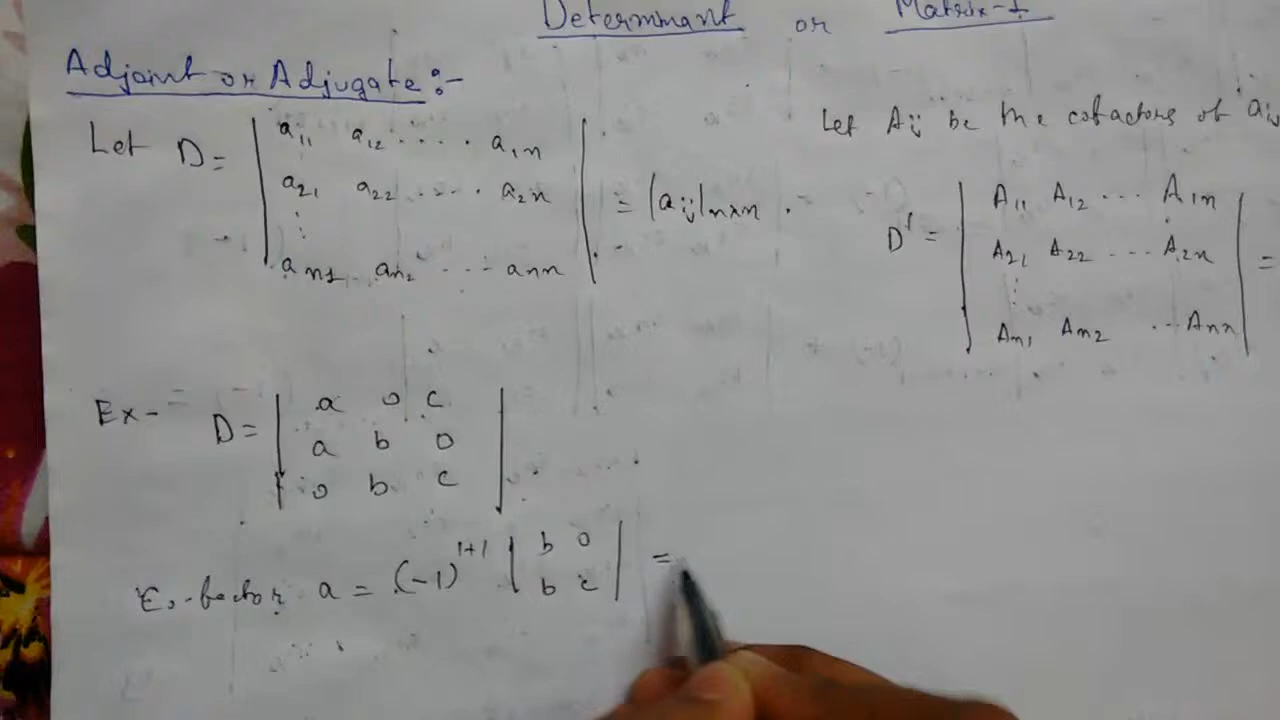 Determinant or Matrix-1
Adjoint or Adjugate :-
Let D = | a11 a12 .... a1n |
| a21 a22 .... a2n | = |aij|n×n .
⋮
| an1 an2 ... ann |
Let Aij be the cofactors of aij
D' = | A11 A12 ... A1n |
| A21 A22 ... A2n | =
⋮
| An1 An2 .. Ann |
Ex- D = | a 0 c |
| a b 0 |
| 0 b c |
Co-factor a = (-1)^1+1 | b 0 | =
| b c |